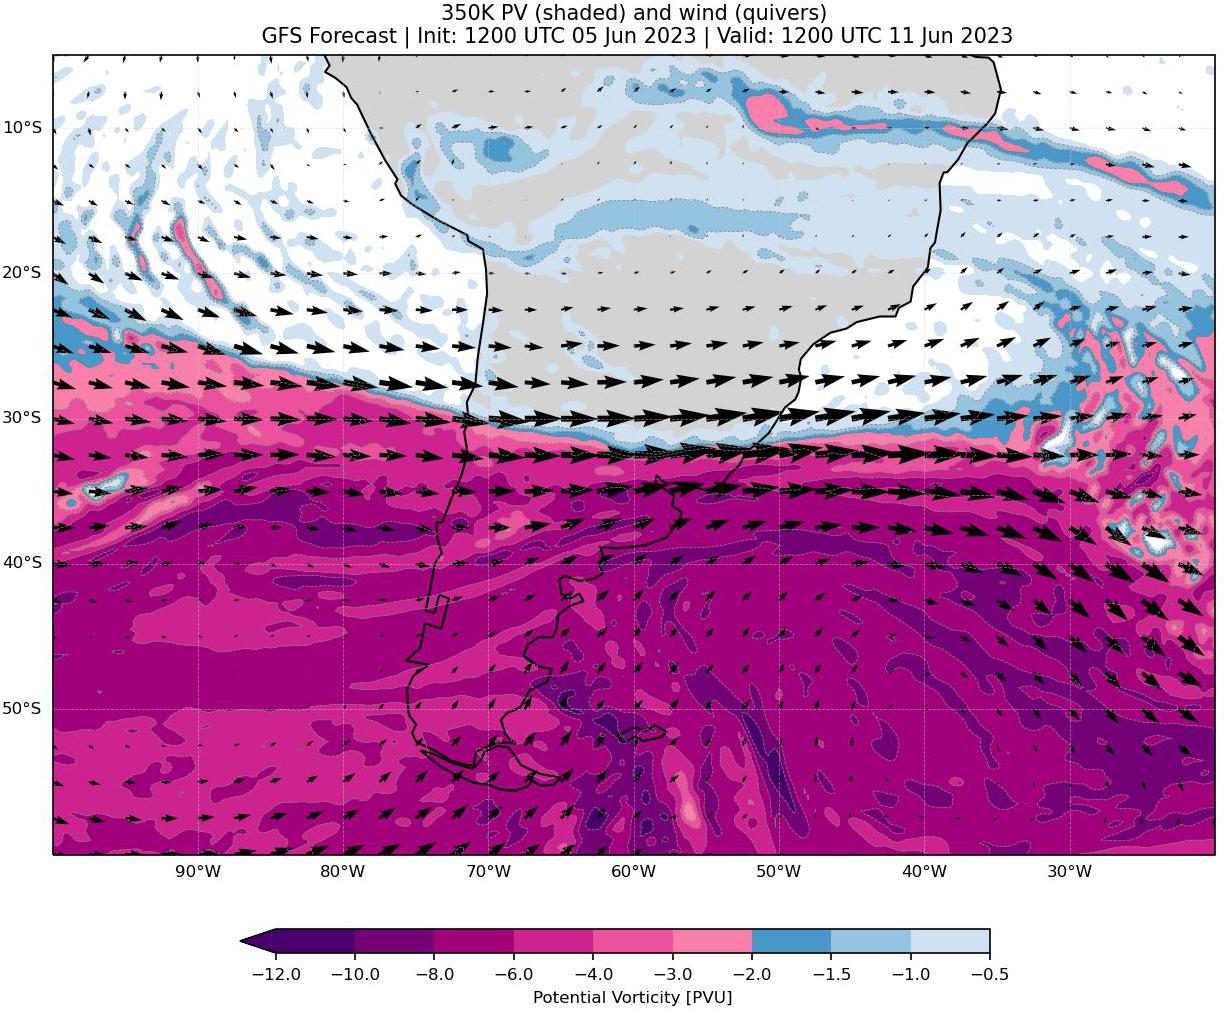 350K PV (shaded) and wind (quivers)
GFS Forecast | Init: 1200 UTC 05 Jun 2023 | Valid: 1200 UTC 11 Jun 2023
10°S
20°S
30°S
40°S
50°S
90°W 80°W 70°W 60°W 50°W 40°W 30°W
−12.0 −10.0 −8.0 −6.0 −4.0 −3.0 −2.0 −1.5 −1.0 −0.5
Potential Vorticity [PVU]